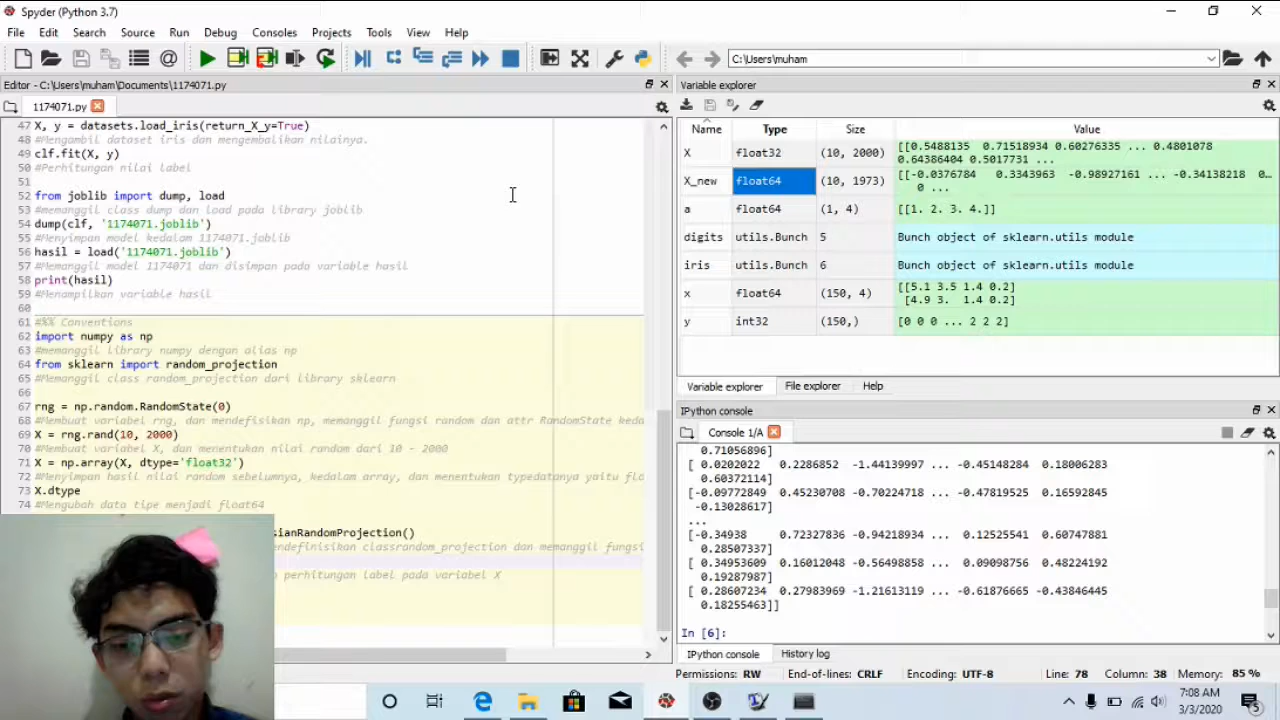 Spyder (Python 3.7)
File Edit Search Source Run Debug Consoles Projects Tools View Help
C:\Users\muham
Editor - C:\Users\muham\Documents\1174071.py
1174071.py
47 X, y = datasets.load_iris(return_X_y=True)
48 #Mengambil dataset iris dan mengembalikan nilainya.
49 clf.fit(X, y)
50 #Perhitungan nilai label
51
52 from joblib import dump, load
53 #memanggil class dump dan load pada library joblib
54 dump(clf, '1174071.joblib')
55 #Menyimpan model kedalam 1174071.joblib
56 hasil = load('1174071.joblib')
57 #Memanggil model 1174071 dan disimpan pada variable hasil
58 print(hasil)
59 #Menampilkan variable hasil
60
61 #%% Conventions
62 import numpy as np
63 #memanggil library numpy dengan alias np
64 from sklearn import random_projection
65 #Memanggil class random_projection dari library sklearn
66
67 rng = np.random.RandomState(0)
68 #Membuat variabel rng, dan mendefisikan np, memanggil fungsi random dan attr RandomState keda
69 X = rng.rand(10, 2000)
70 #Membuat variabel X, dan menentukan nilai random dari 10 - 2000
71 X = np.array(X, dtype='float32')
72 #Menyimpan hasil nilai random sebelumnya, kedalam array, dan menentukan typedatanya yaitu flo
73 X.dtype
74 #Mengubah data tipe menjadi float64
sianRandomProjection()
endefinisikan classrandom_projection dan memanggil fungsi
perhitungan label pada variabel X
Variable explorer
Name Type Size Value
X float32 (10, 2000) [[0.5488135 0.71518934 0.60276335 ... 0.4801078
0.64386404 0.5017731 ...
X_new float64 (10, 1973) [[-0.0376784 0.3343963 -0.98927161 ... -0.34138218 0...
0 ...
a float64 (1, 4) [[1. 2. 3. 4.]]
digits utils.Bunch 5 Bunch object of sklearn.utils module
iris utils.Bunch 6 Bunch object of sklearn.utils module
x float64 (150, 4) [[5.1 3.5 1.4 0.2]
[4.9 3. 1.4 0.2]
y int32 (150,) [0 0 0 ... 2 2 2]
Variable explorer File explorer Help
IPython console
Console 1/A
0.71056896]
[ 0.0202022 0.2286852 -1.44139997 ... -0.45148284 0.18006283
0.60372114]
[-0.09772849 0.45230708 -0.70224718 ... -0.47819525 0.16592845
-0.13028617]
...
[-0.34938 0.72327836 -0.94218934 ... 0.12525541 0.60747881
0.28507337]
[ 0.34953609 0.16012048 -0.56498858 ... 0.09098756 0.48224192
0.19287987]
[ 0.28607234 0.27983969 -1.21613119 ... -0.61876665 -0.43846445
0.18255463]]
In [6]:
IPython console History log
Permissions: RW End-of-lines: CRLF Encoding: UTF-8 Line: 78 Column: 38 Memory: 85 %
7:08 AM
3/3/2020
5